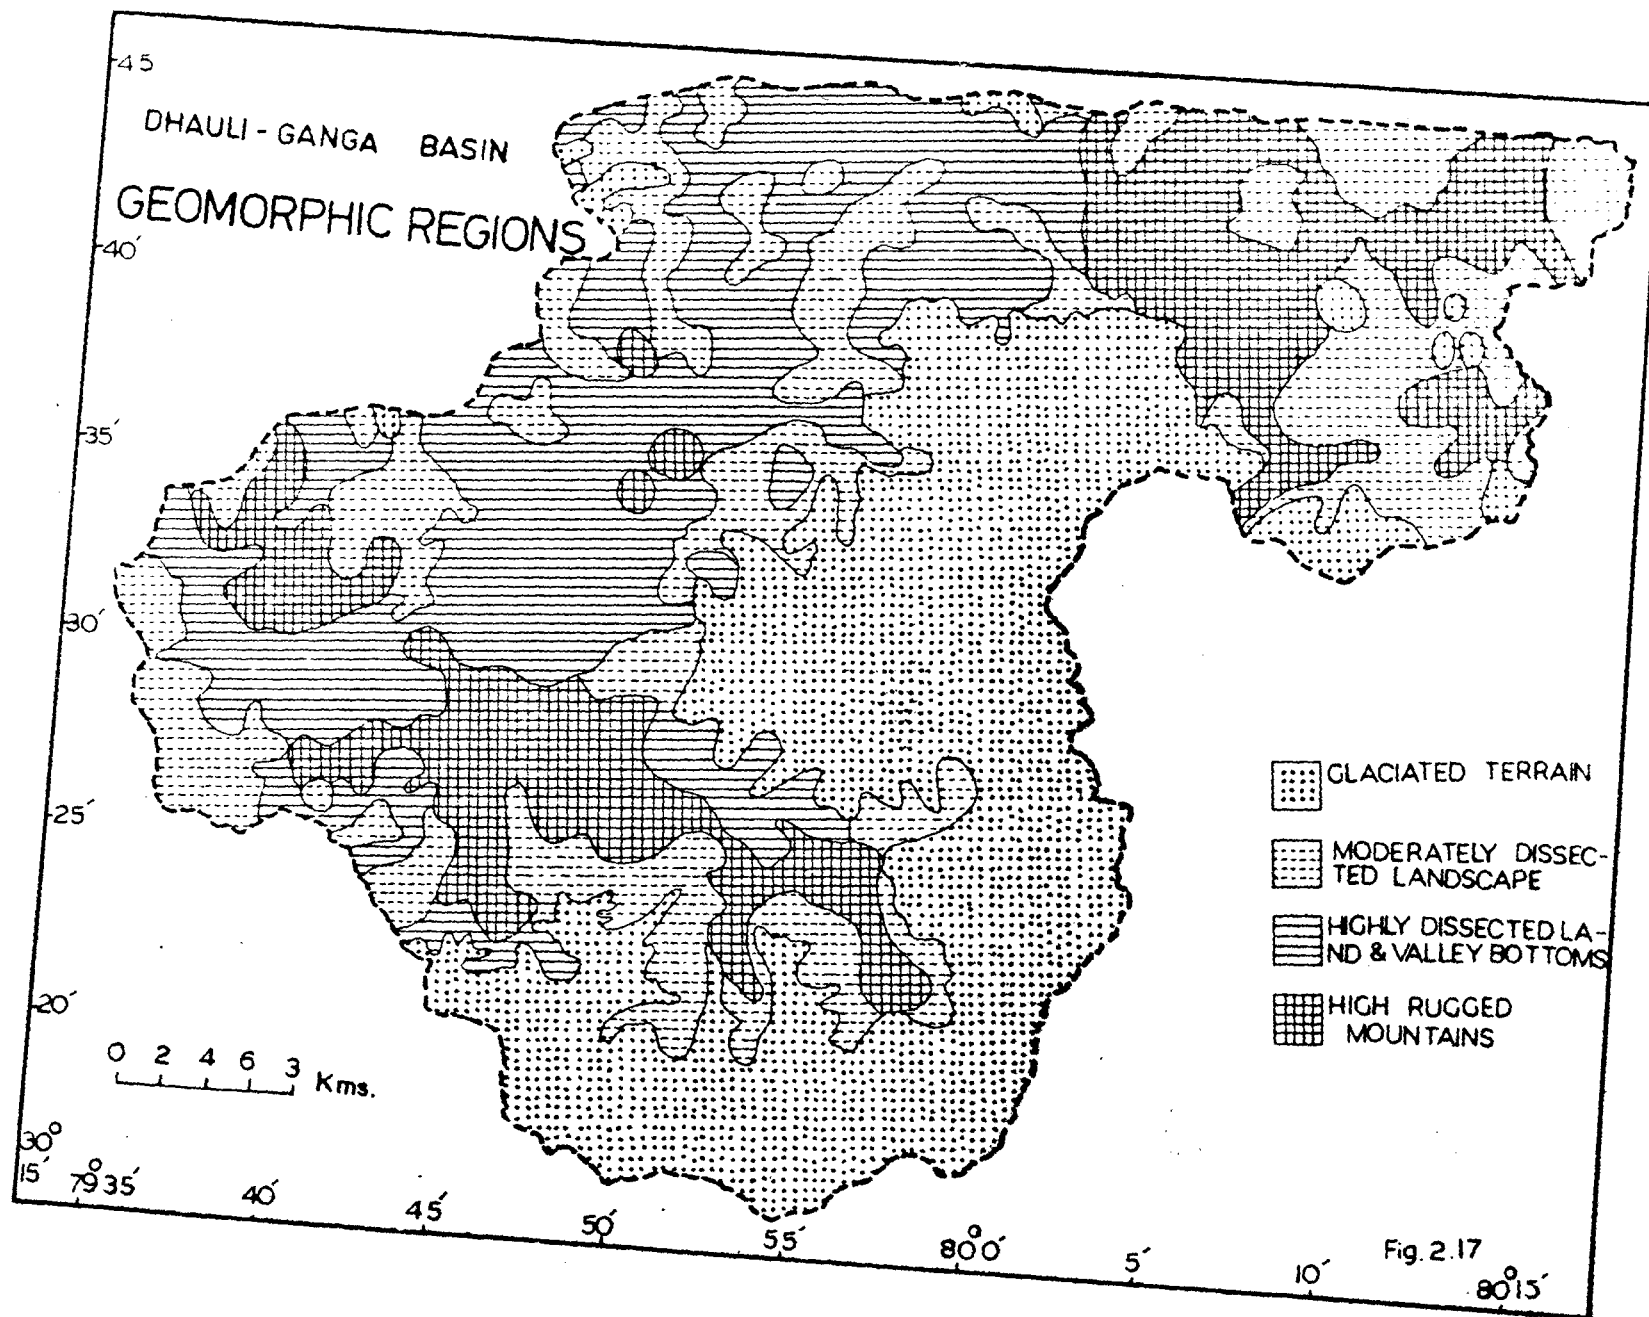 45
DHAULI - GANGA BASIN
GEOMORPHIC REGIONS
40′
35′
30′
25′
20′
30°
15′
GLACIATED TERRAIN
MODERATELY DISSEC-
TED LANDSCAPE
HIGHLY DISSECTED LA-
ND & VALLEY BOTTOMS
HIGH RUGGED
MOUNTAINS
0 2 4 6 3 Kms.
79°35′ 40′ 45′ 50′ 55′ 80°0′ 5′ 10′ 80°15′
Fig. 2.17